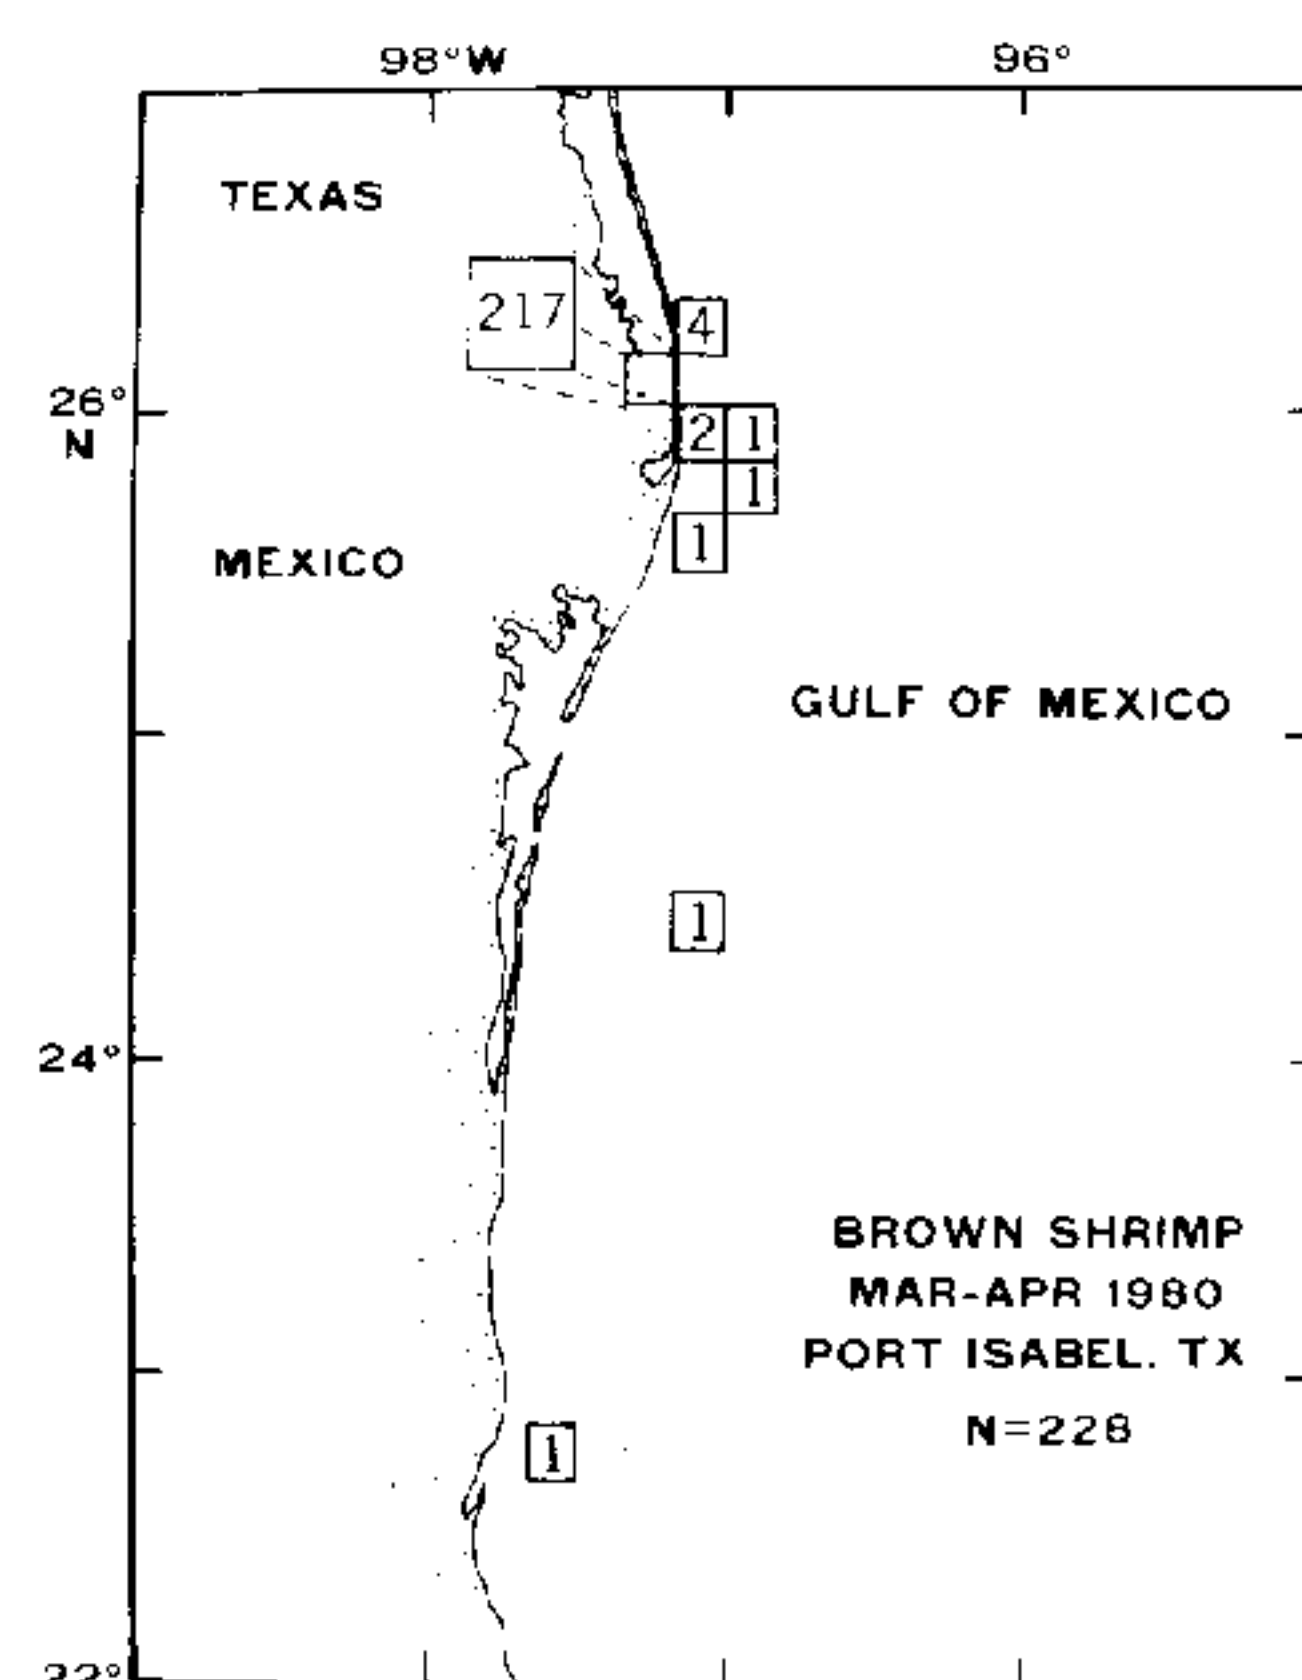 98°W 96°
TEXAS
217
4
26°
N
2 1
1
1
MEXICO
GULF OF MEXICO
1
24°
BROWN SHRIMP
MAR-APR 1980
PORT ISABEL. TX
N=228
1
22°